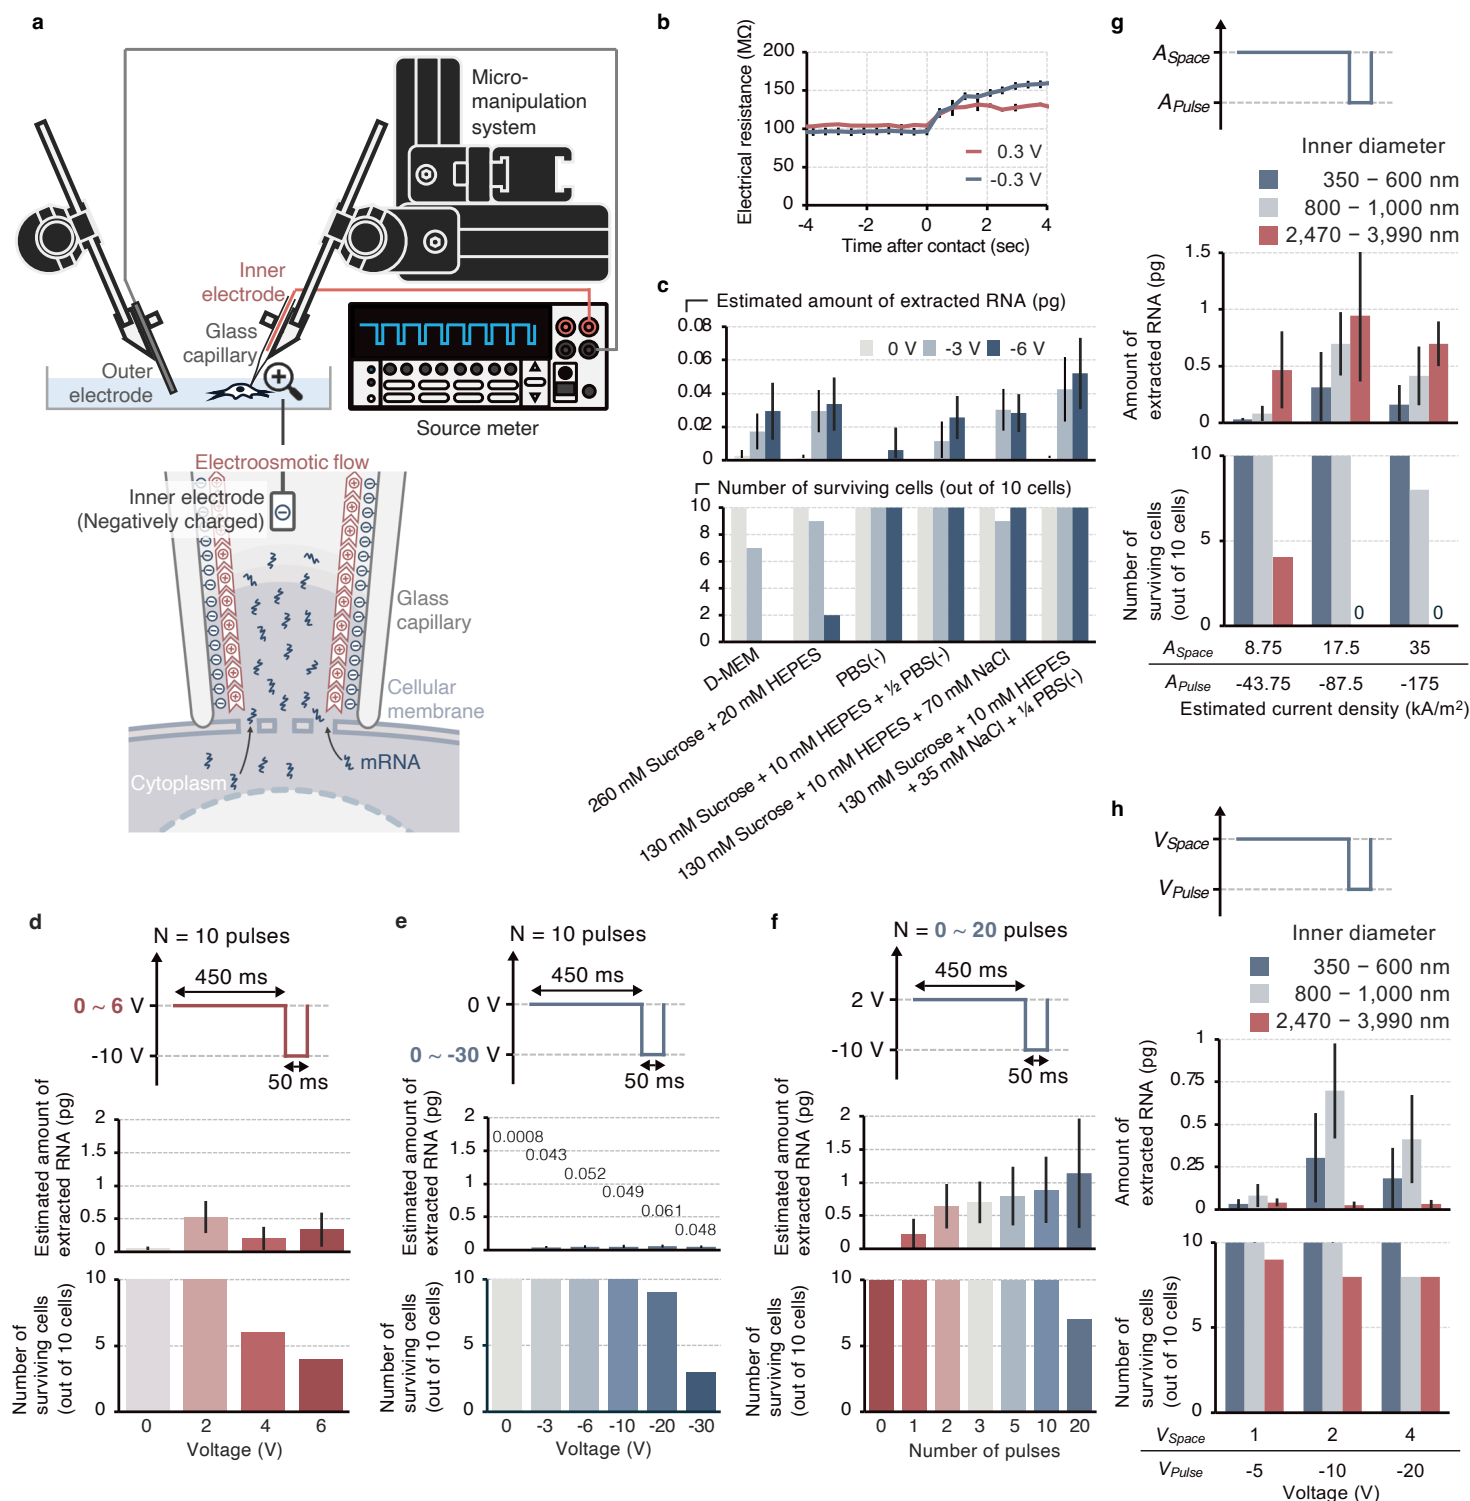 a
Micro-
manipulation
system
Inner
electrode
Glass
capillary
Outer
electrode
Source meter
Electroosmotic flow
Inner electrode
(Negatively charged)
Glass
capillary
Cellular
membrane
mRNA
Cytoplasm
b
Electrical resistance (MΩ)
200
150
100
50
0
0.3 V
-0.3 V
-4 -2 0 2 4
Time after contact (sec)
c
Estimated amount of extracted RNA (pg)
0.08
0.06
0.04
0.02
0
0 V -3 V -6 V
Number of surviving cells (out of 10 cells)
10
8
6
4
2
0
D-MEM
260 mM Sucrose + 20 mM HEPES
PBS(-)
130 mM Sucrose + 10 mM HEPES + ½ PBS(-)
130 mM Sucrose + 10 mM HEPES + 70 mM NaCl
130 mM Sucrose + 10 mM HEPES
+ 35 mM NaCl + ¼ PBS(-)
d
N = 10 pulses
450 ms
0 ~ 6 V
-10 V
50 ms
Estimated amount of
extracted RNA (pg)
2
1.5
1
0.5
0
Number of
surviving cells
(out of 10 cells)
10
5
0
0 2 4 6
Voltage (V)
e
N = 10 pulses
450 ms
0 V
0 ~ -30 V
50 ms
Estimated amount of
extracted RNA (pg)
2
1.5
1
0.5
0
0.0008
0.043
0.052
0.049
0.061
0.048
Number of
surviving cells
(out of 10 cells)
10
5
0
0 -3 -6 -10 -20 -30
Voltage (V)
f
N = 0 ~ 20 pulses
450 ms
2 V
-10 V
50 ms
Estimated amount of
extracted RNA (pg)
2
1.5
1
0.5
0
Number of
surviving cells
(out of 10 cells)
10
5
0
0 1 2 3 5 10 20
Number of pulses
g
ASpace
APulse
Inner diameter
350 – 600 nm
800 – 1,000 nm
2,470 – 3,990 nm
Amount of
extracted RNA (pg)
1.5
1
0.5
0
Number of
surviving cells
(out of 10 cells)
10
5
0
0 0
ASpace 8.75 17.5 35
APulse -43.75 -87.5 -175
Estimated current density (kA/m²)
h
VSpace
VPulse
Inner diameter
350 – 600 nm
800 – 1,000 nm
2,470 – 3,990 nm
Amount of
extracted RNA (pg)
1
0.75
0.5
0.25
0
Number of
surviving cells
(out of 10 cells)
10
5
0
VSpace 1 2 4
VPulse -5 -10 -20
Voltage (V)